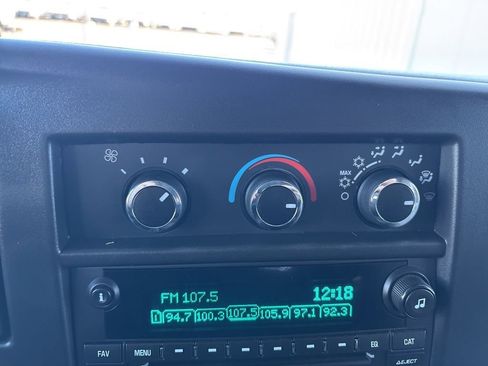 MAX
FM 107.5 12:18
1 94.7 100.3 107.5 105.9 97.1 92.3
FAV MENU EQ CAT
EJECT